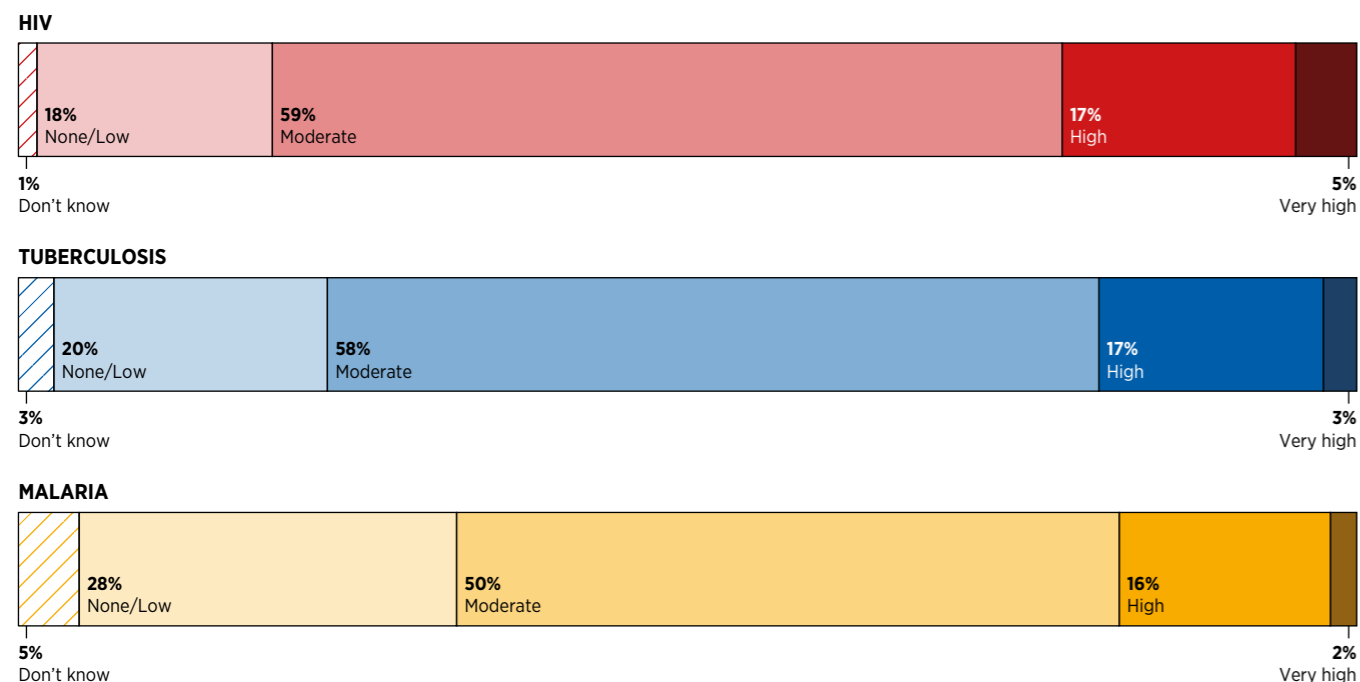 HIV
18%
None/Low
59%
Moderate
17%
High
1%
Don’t know
5%
Very high
TUBERCULOSIS
20%
None/Low
58%
Moderate
17%
High
3%
Don’t know
3%
Very high
MALARIA
28%
None/Low
50%
Moderate
16%
High
5%
Don’t know
2%
Very high